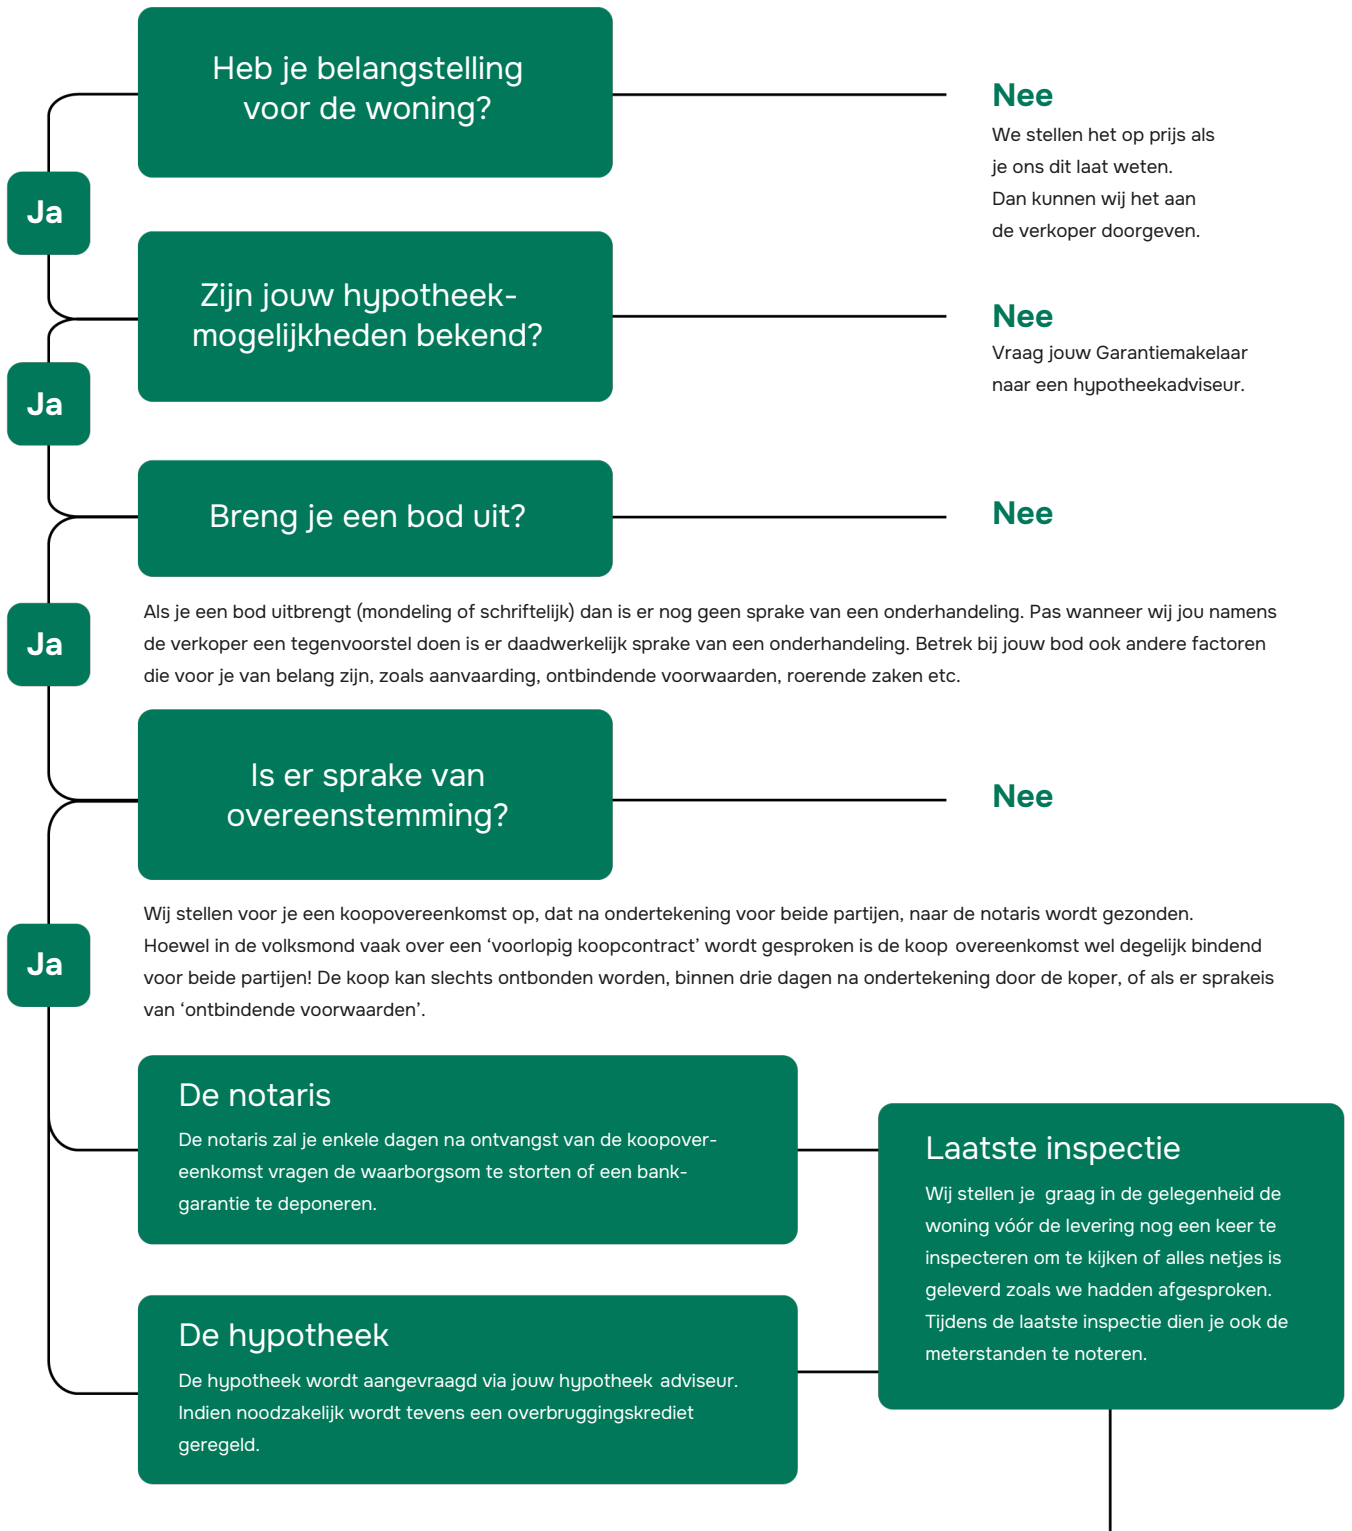 Heb je belangstelling
voor de woning?
Nee
We stellen het op prijs als
je ons dit laat weten.
Dan kunnen wij het aan
de verkoper doorgeven.
Ja
Zijn jouw hypotheek-
mogelijkheden bekend?
Nee
Vraag jouw Garantiemakelaar
naar een hypotheekadviseur.
Ja
Breng je een bod uit?
Nee
Als je een bod uitbrengt (mondeling of schriftelijk) dan is er nog geen sprake van een onderhandeling. Pas wanneer wij jou namens
de verkoper een tegenvoorstel doen is er daadwerkelijk sprake van een onderhandeling. Betrek bij jouw bod ook andere factoren
die voor je van belang zijn, zoals aanvaarding, ontbindende voorwaarden, roerende zaken etc.
Ja
Is er sprake van
overeenstemming?
Nee
Wij stellen voor je een koopovereenkomst op, dat na ondertekening voor beide partijen, naar de notaris wordt gezonden.
Hoewel in de volksmond vaak over een ‘voorlopig koopcontract’ wordt gesproken is de koop overeenkomst wel degelijk bindend
voor beide partijen! De koop kan slechts ontbonden worden, binnen drie dagen na ondertekening door de koper, of als er sprakeis
van ‘ontbindende voorwaarden’.
Ja
De notaris
De notaris zal je enkele dagen na ontvangst van de koopover-
eenkomst vragen de waarborgsom te storten of een bank-
garantie te deponeren.
Laatste inspectie
Wij stellen je graag in de gelegenheid de
woning vóór de levering nog een keer te
inspecteren om te kijken of alles netjes is
geleverd zoals we hadden afgesproken.
Tijdens de laatste inspectie dien je ook de
meterstanden te noteren.
De hypotheek
De hypotheek wordt aangevraagd via jouw hypotheek adviseur.
Indien noodzakelijk wordt tevens een overbruggingskrediet
geregeld.